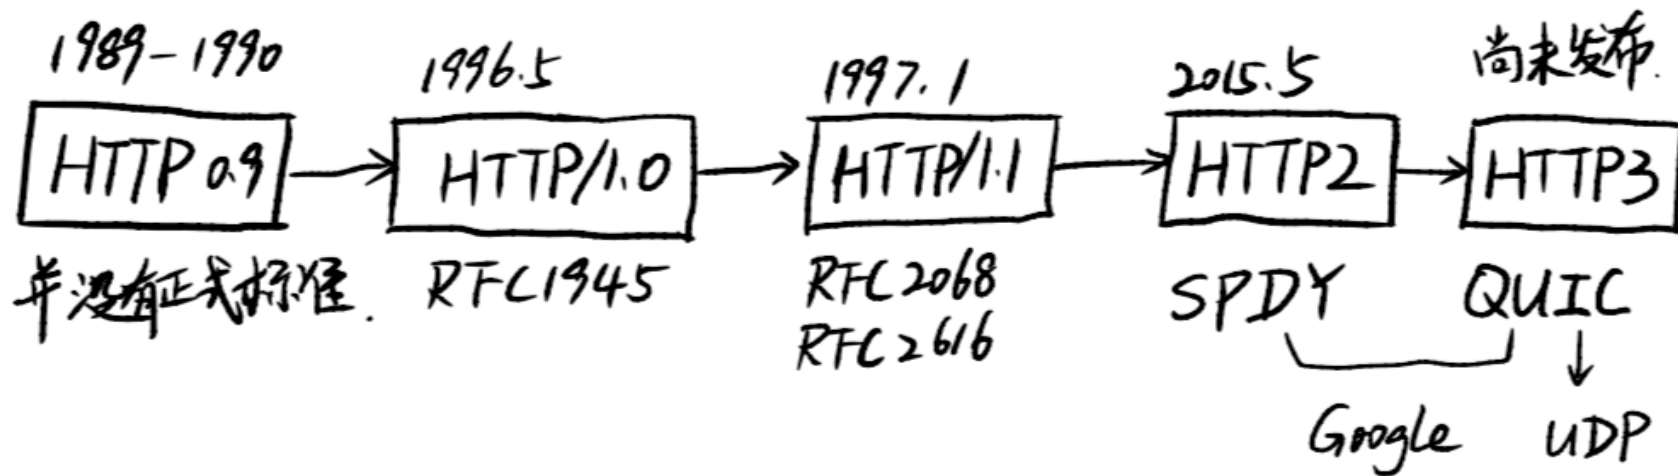 1989-1990
1996.5
1997.1
2015.5
尚未发布.
HTTP 0.9
HTTP/1.0
HTTP/1.1
HTTP2
HTTP3
并没有正式标准.
RFC1945
RFC2068
RFC2616
SPDY
QUIC
Google
UDP